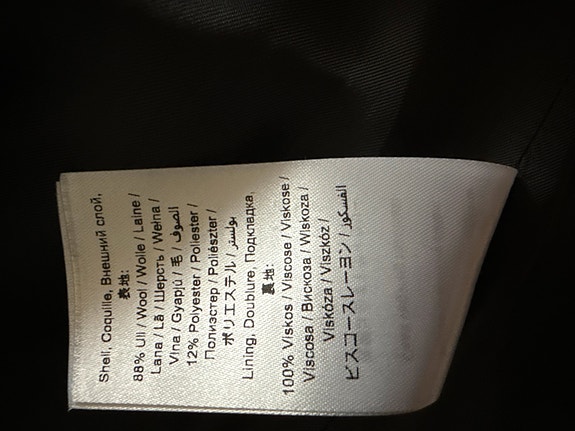 Shell, Coquille, Внешний слой,
表地:
88% Ull / Wool / Wolle / Laine /
Lana / Lã / Шерсть / Wełna /
Vlna / Gyapjú / 毛 / الصوف
12% Polyester / Poliester /
Полиэстер / Poliészter /
ポリエステル / بوليستر
Lining, Doublure, Подкладка,
裏地:
100% Viskos / Viscose / Viskose /
Viscosa / Вискоза / Wiskoza /
Viskóza / Viszkóz /
ビスコースレーヨン / الفسكوز